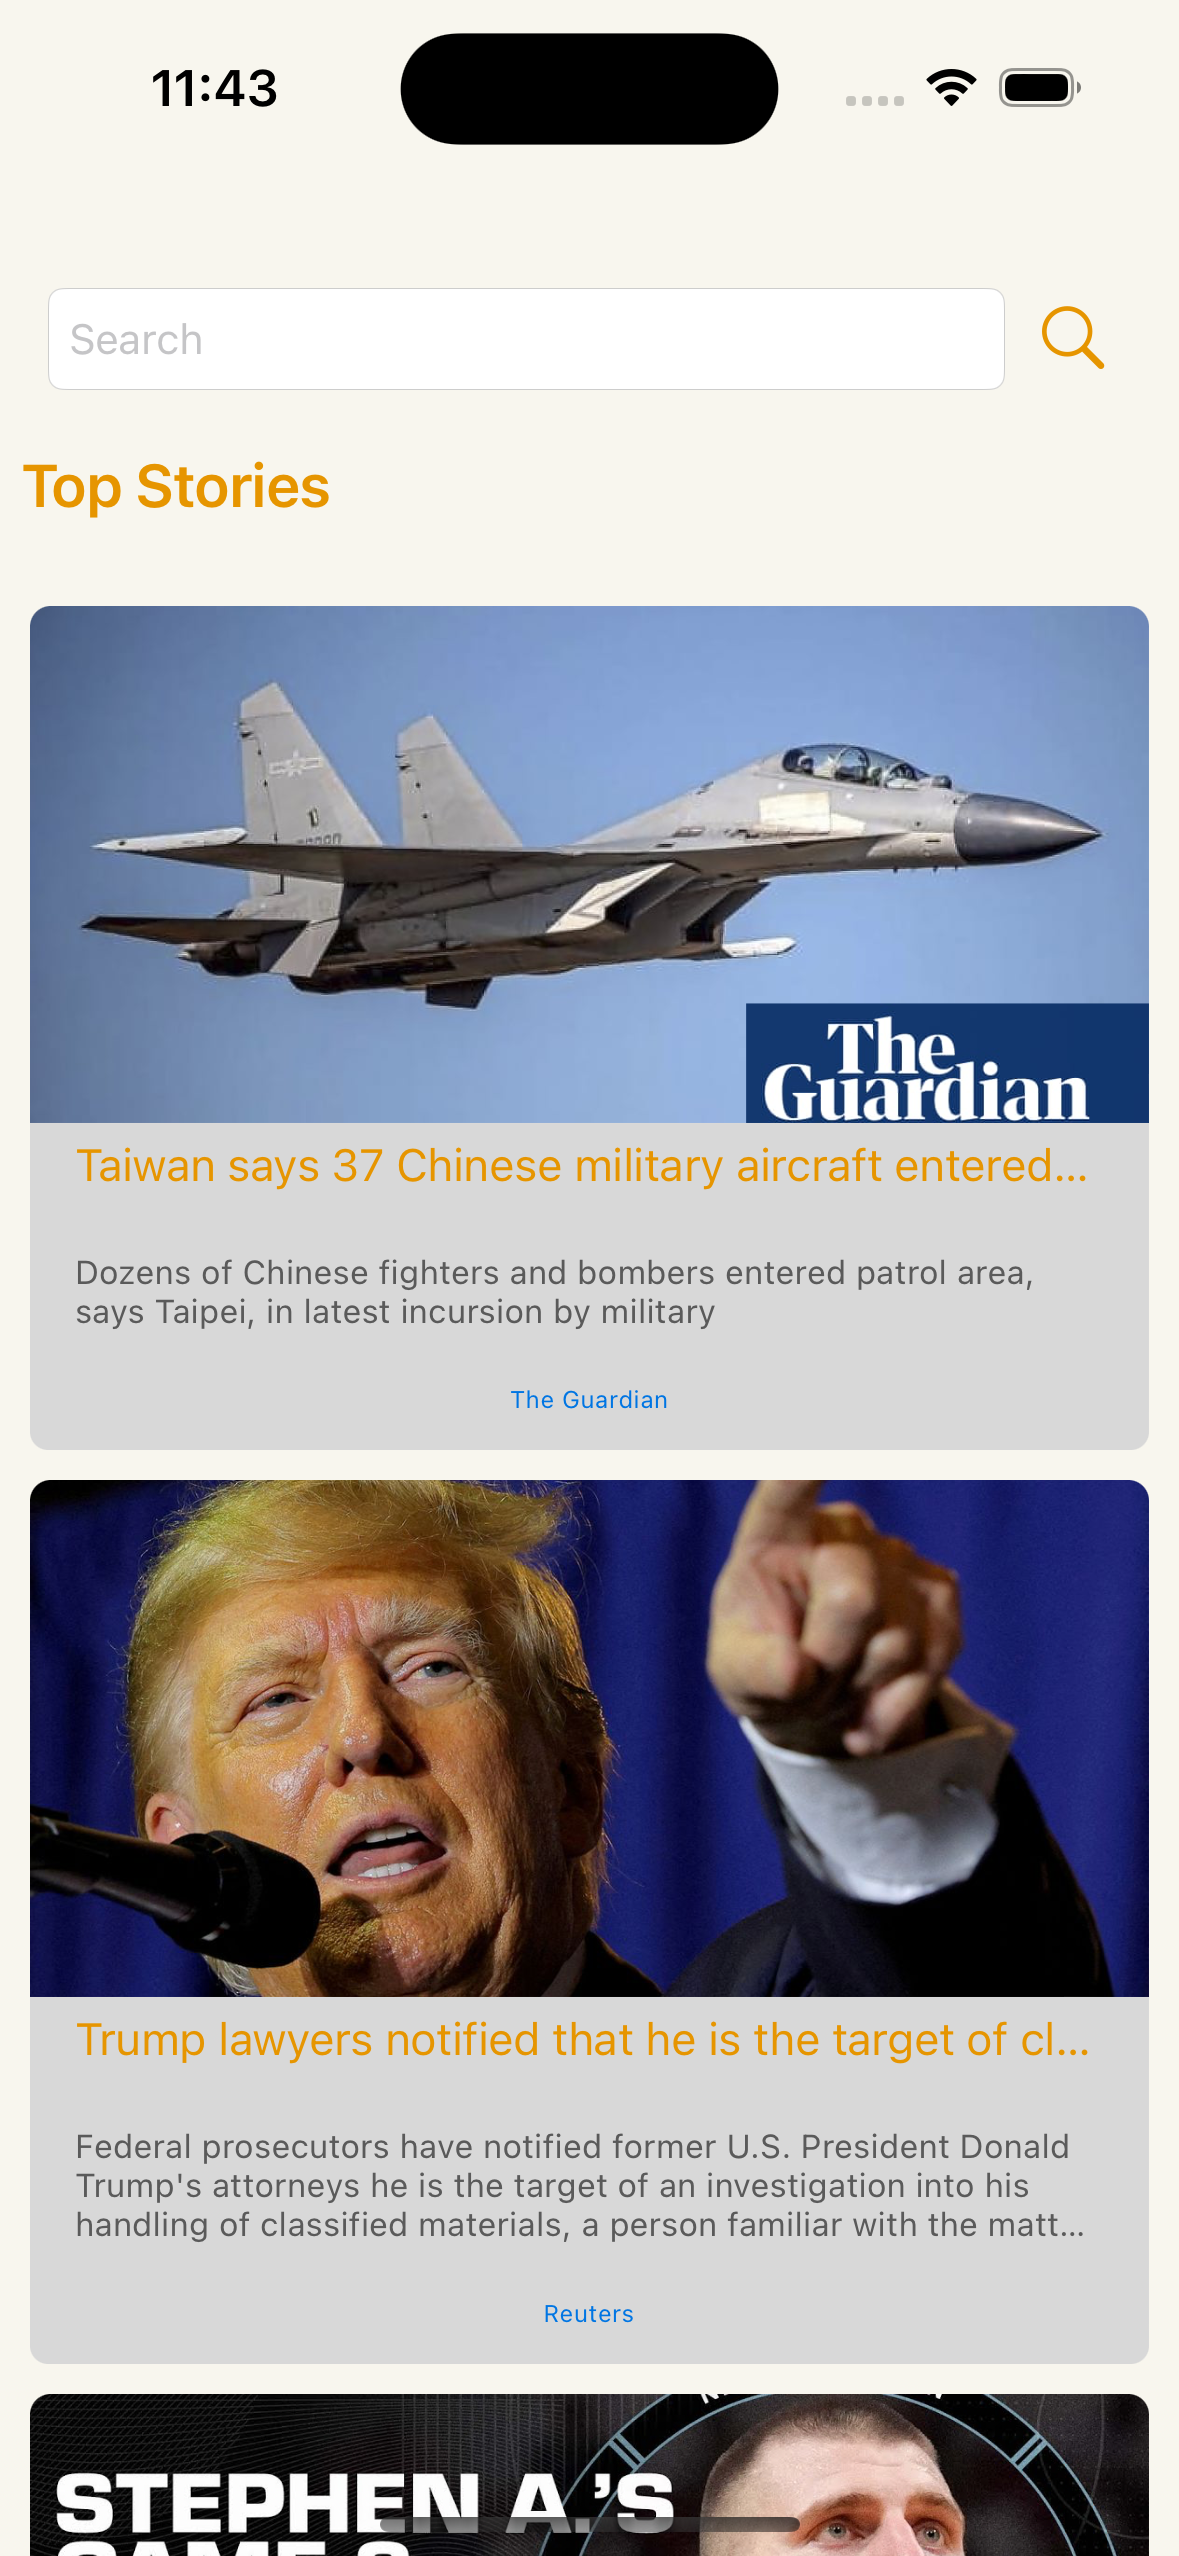 11:43
Search
Top Stories
The
Guardian
Taiwan says 37 Chinese military aircraft entered...
Dozens of Chinese fighters and bombers entered patrol area,
says Taipei, in latest incursion by military
The Guardian
Trump lawyers notified that he is the target of cl...
Federal prosecutors have notified former U.S. President Donald
Trump's attorneys he is the target of an investigation into his
handling of classified materials, a person familiar with the matt...
Reuters
STEPHEN A.'S